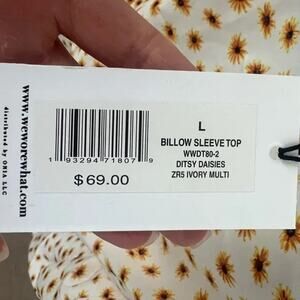 www.weworewhat.com
distributed by ONIA LLC
L
BILLOW SLEEVE TOP
WWDT80-2
DITSY DAISIES
ZR5 IVORY MULTI
1 93294 71807 9
$69.00